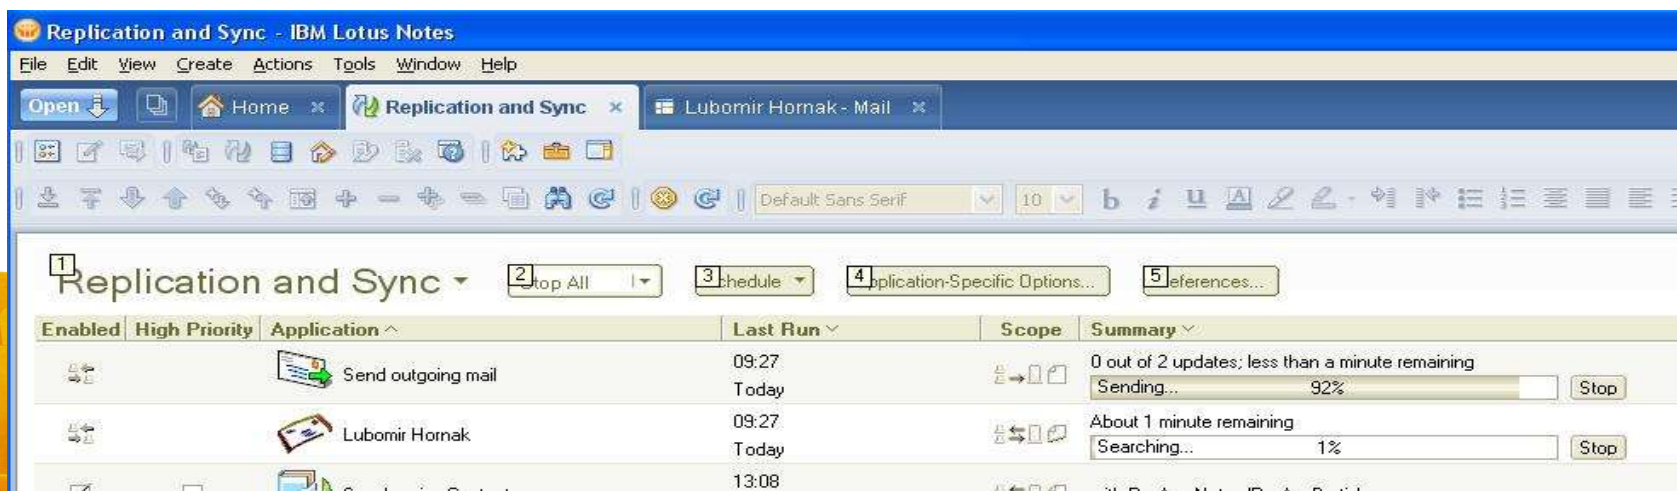 Replication and Sync - IBM Lotus Notes
File Edit View Create Actions Tools Window Help
Open Home Replication and Sync Lubomir Hornak - Mail
Default Sans Serif 10 b i u A
1 Replication and Sync 2 Stop All 3 chedule 4 pplication-Specific Options... 5 eferences...
Enabled High Priority Application Last Run Scope Summary
Send outgoing mail
09:27
Today
0 out of 2 updates; less than a minute remaining
Sending... 92% Stop
Lubomir Hornak
09:27
Today
About 1 minute remaining
Searching... 1% Stop
13:08